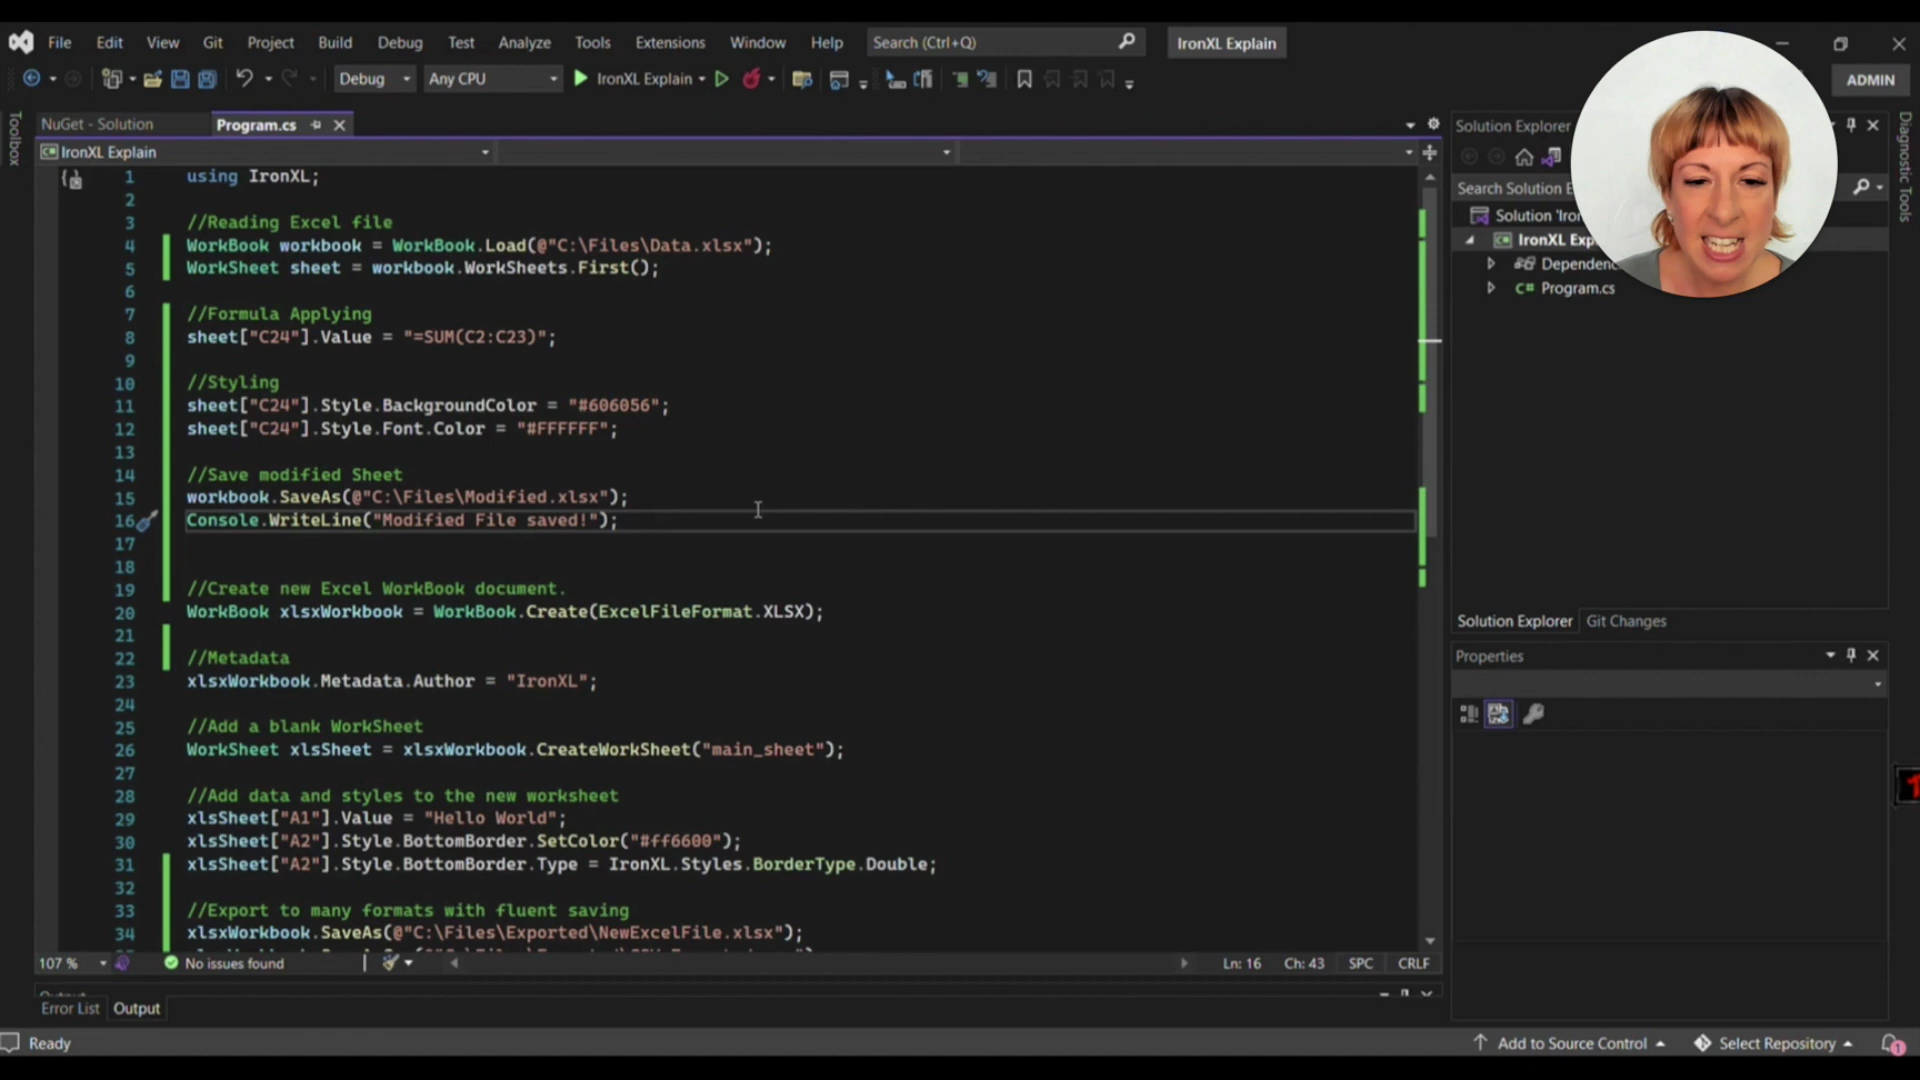 File Edit View Git Project Build Debug Test Analyze Tools Extensions Window Help Search (Ctrl+Q) IronXL Explain
Debug Any CPU IronXL Explain ADMIN
NuGet - Solution Program.cs
Toolbox
IronXL Explain
1 using IronXL;
2
3 //Reading Excel file
4 WorkBook workbook = WorkBook.Load(@"C:\Files\Data.xlsx");
5 WorkSheet sheet = workbook.WorkSheets.First();
6
7 //Formula Applying
8 sheet["C24"].Value = "=SUM(C2:C23)";
9
10 //Styling
11 sheet["C24"].Style.BackgroundColor = "#606056";
12 sheet["C24"].Style.Font.Color = "#FFFFFF";
13
14 //Save modified Sheet
15 workbook.SaveAs(@"C:\Files\Modified.xlsx");
16 Console.WriteLine("Modified File saved!");
17
18
19 //Create new Excel WorkBook document.
20 WorkBook xlsxWorkbook = WorkBook.Create(ExcelFileFormat.XLSX);
21
22 //Metadata
23 xlsxWorkbook.Metadata.Author = "IronXL";
24
25 //Add a blank WorkSheet
26 WorkSheet xlsSheet = xlsxWorkbook.CreateWorkSheet("main_sheet");
27
28 //Add data and styles to the new worksheet
29 xlsSheet["A1"].Value = "Hello World";
30 xlsSheet["A2"].Style.BottomBorder.SetColor("#ff6600");
31 xlsSheet["A2"].Style.BottomBorder.Type = IronXL.Styles.BorderType.Double;
32
33 //Export to many formats with fluent saving
34 xlsxWorkbook.SaveAs(@"C:\Files\Exported\NewExcelFile.xlsx");
107 % No issues found Ln: 16 Ch: 43 SPC CRLF
Error List Output
Solution Explorer
Search Solution E
Solution 'Iron
IronXL Exp
Dependenc
C# Program.cs
Solution Explorer Git Changes
Properties
Diagnostic Tools
Ready Add to Source Control Select Repository 1